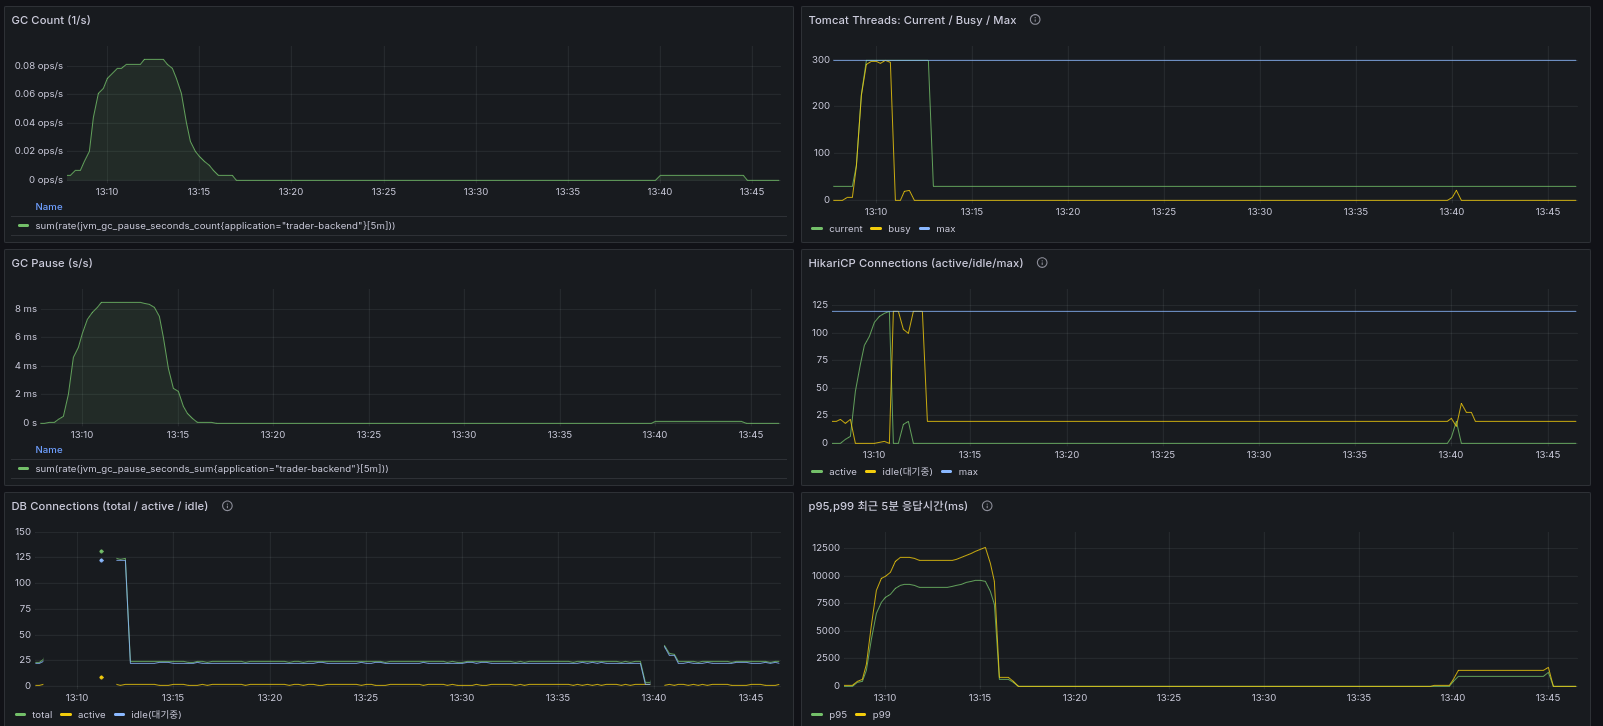 GC Count (1/s)
0.08 ops/s
0.06 ops/s
0.04 ops/s
0.02 ops/s
0 ops/s
13:10 13:15 13:20 13:25 13:30 13:35 13:40 13:45
Name
sum(rate(jvm_gc_pause_seconds_count{application="trader-backend"}[5m]))
Tomcat Threads: Current / Busy / Max
300
200
100
0
13:10 13:15 13:20 13:25 13:30 13:35 13:40 13:45
current busy max
GC Pause (s/s)
8 ms
6 ms
4 ms
2 ms
0 s
13:10 13:15 13:20 13:25 13:30 13:35 13:40 13:45
Name
sum(rate(jvm_gc_pause_seconds_sum{application="trader-backend"}[5m]))
HikariCP Connections (active/idle/max)
125
100
75
50
25
0
13:10 13:15 13:20 13:25 13:30 13:35 13:40 13:45
active idle(대기중) max
DB Connections (total / active / idle)
150
125
100
75
50
25
0
13:10 13:15 13:20 13:25 13:30 13:35 13:40 13:45
total active idle(대기중)
p95,p99 최근 5분 응답시간(ms)
12500
10000
7500
5000
2500
0
13:10 13:15 13:20 13:25 13:30 13:35 13:40 13:45
p95 p99